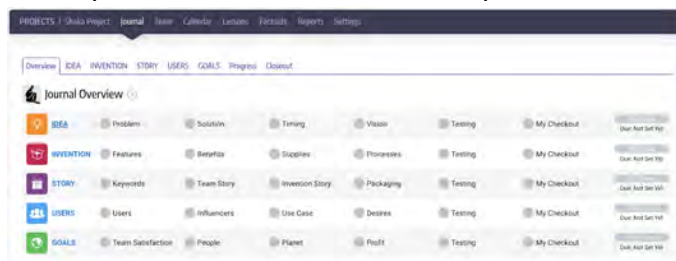 PROJECTS / Shuka Project Journal Team Calendar Lessons Factoids Reports Settings
Overview IDEA INVENTION STORY USERS GOALS Progress Closeout
Journal Overview
IDEA Problem Solution Timing Vision Testing My Checkout Due: Not Set Yet
INVENTION Features Benefits Supplies Processes Testing My Checkout Due: Not Set Yet
STORY Keywords Team Story Invention Story Packaging Testing My Checkout Due: Not Set Yet
USERS Users Influencers Use Case Desires Testing My Checkout Due: Not Set Yet
GOALS Team Satisfaction People Planet Profit Testing My Checkout Due: Not Set Yet